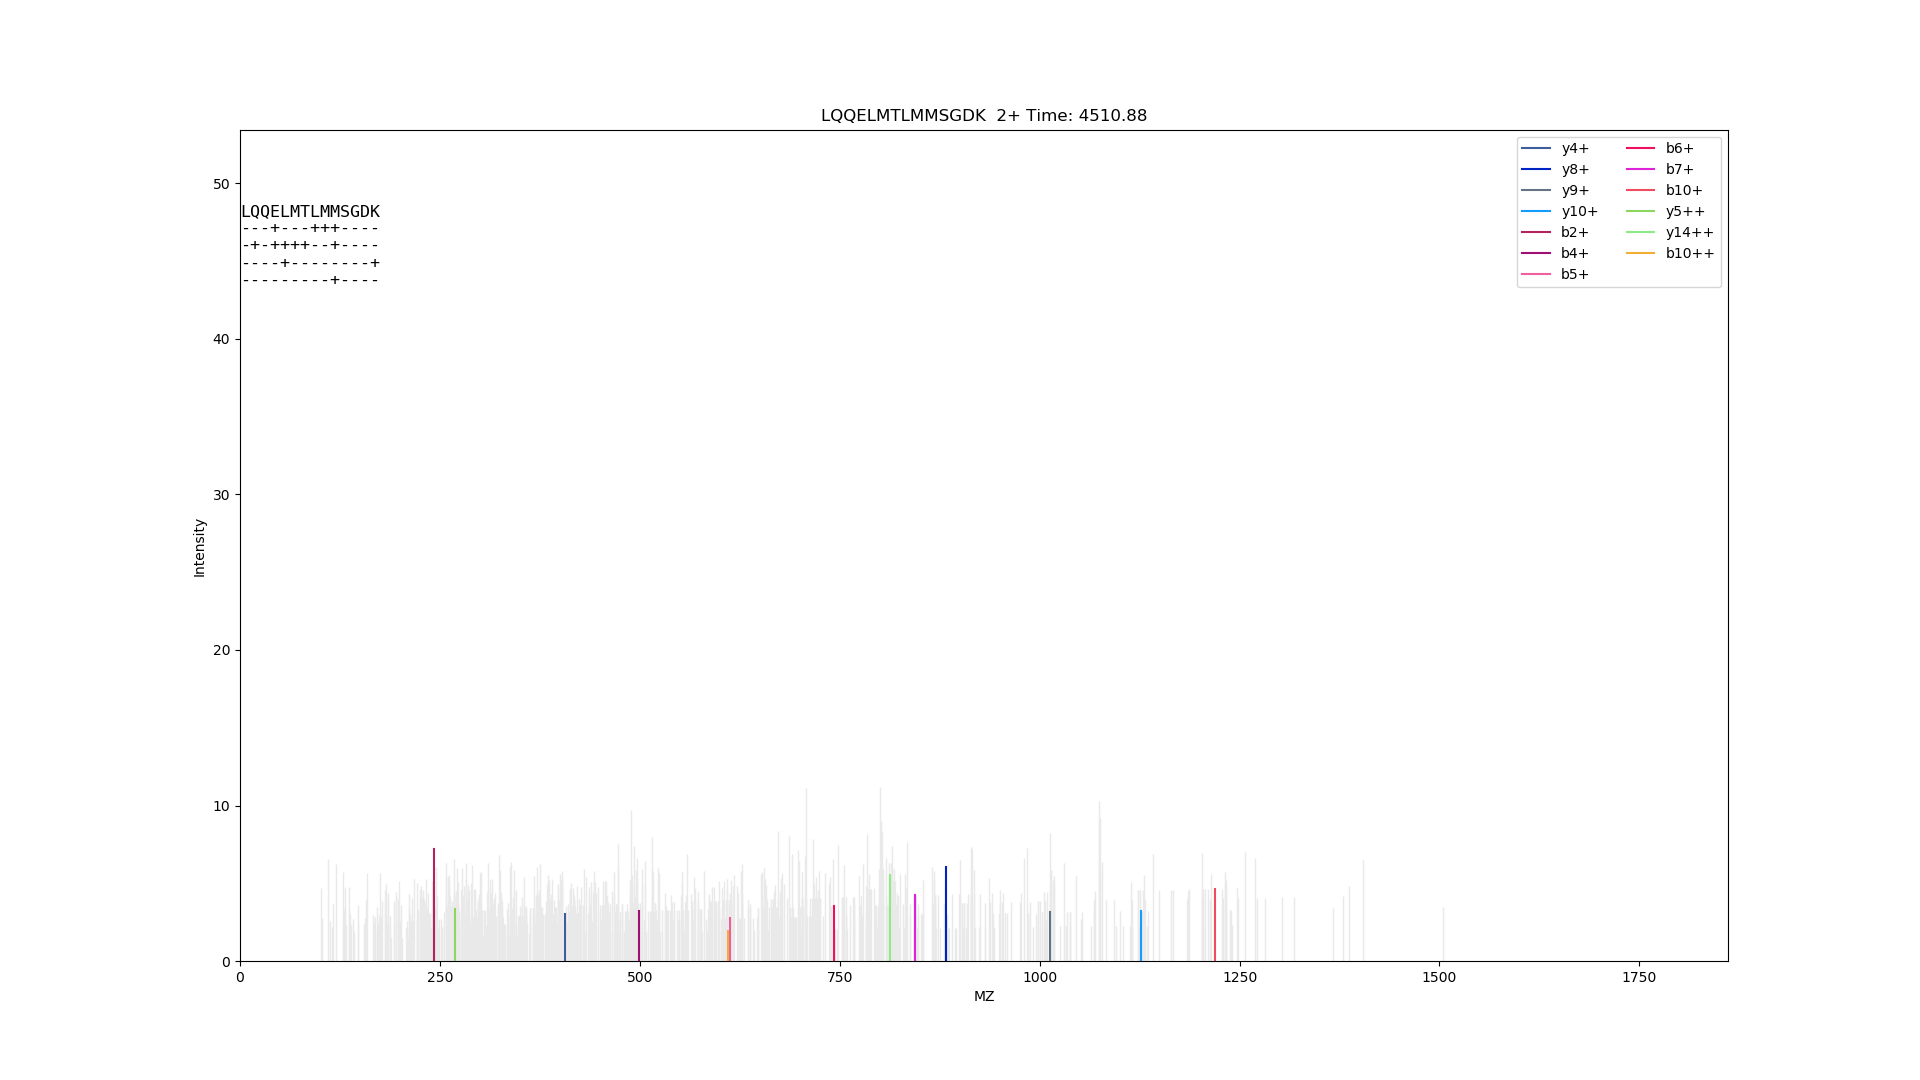 LQQELMTLMMSGDK  2+ Time: 4510.88
y4+
y8+
y9+
y10+
b2+
b4+
b5+
b6+
b7+
b10+
y5++
y14++
b10++
LQQELMTLMMSGDK
---+---+++----
-+-++++--+----
----+--------+
---------+----
50
40
30
20
10
0
Intensity
0
250
500
750
1000
1250
1500
1750
MZ